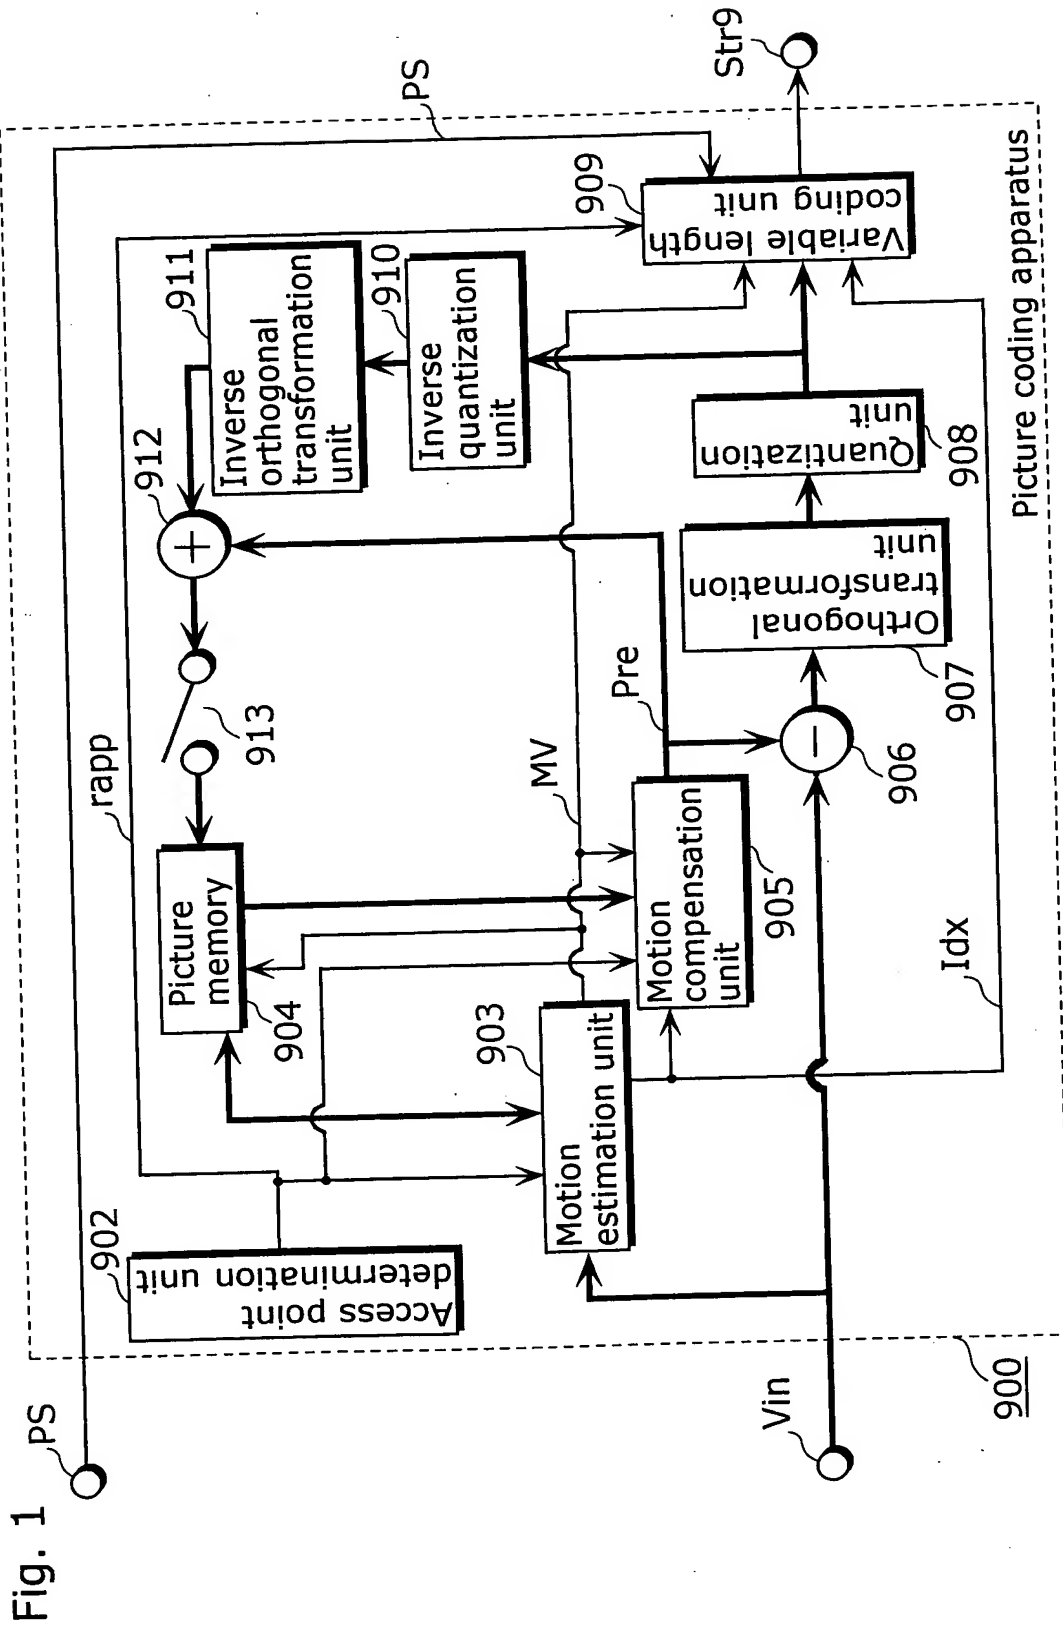 Fig. 1
PS
PS
rapp
902
Access point
determination unit
Picture
memory
904
913
912
911
Inverse
orthogonal
transformation
unit
910
Inverse
quantization
unit
909
Variable length
coding unit
Str9
903
Motion
estimation unit
MV
Motion
compensation
unit
905
Pre
906
Orthogonal
transformation
unit
907
Quantization
unit
908
Vin
Idx
900
Picture coding apparatus